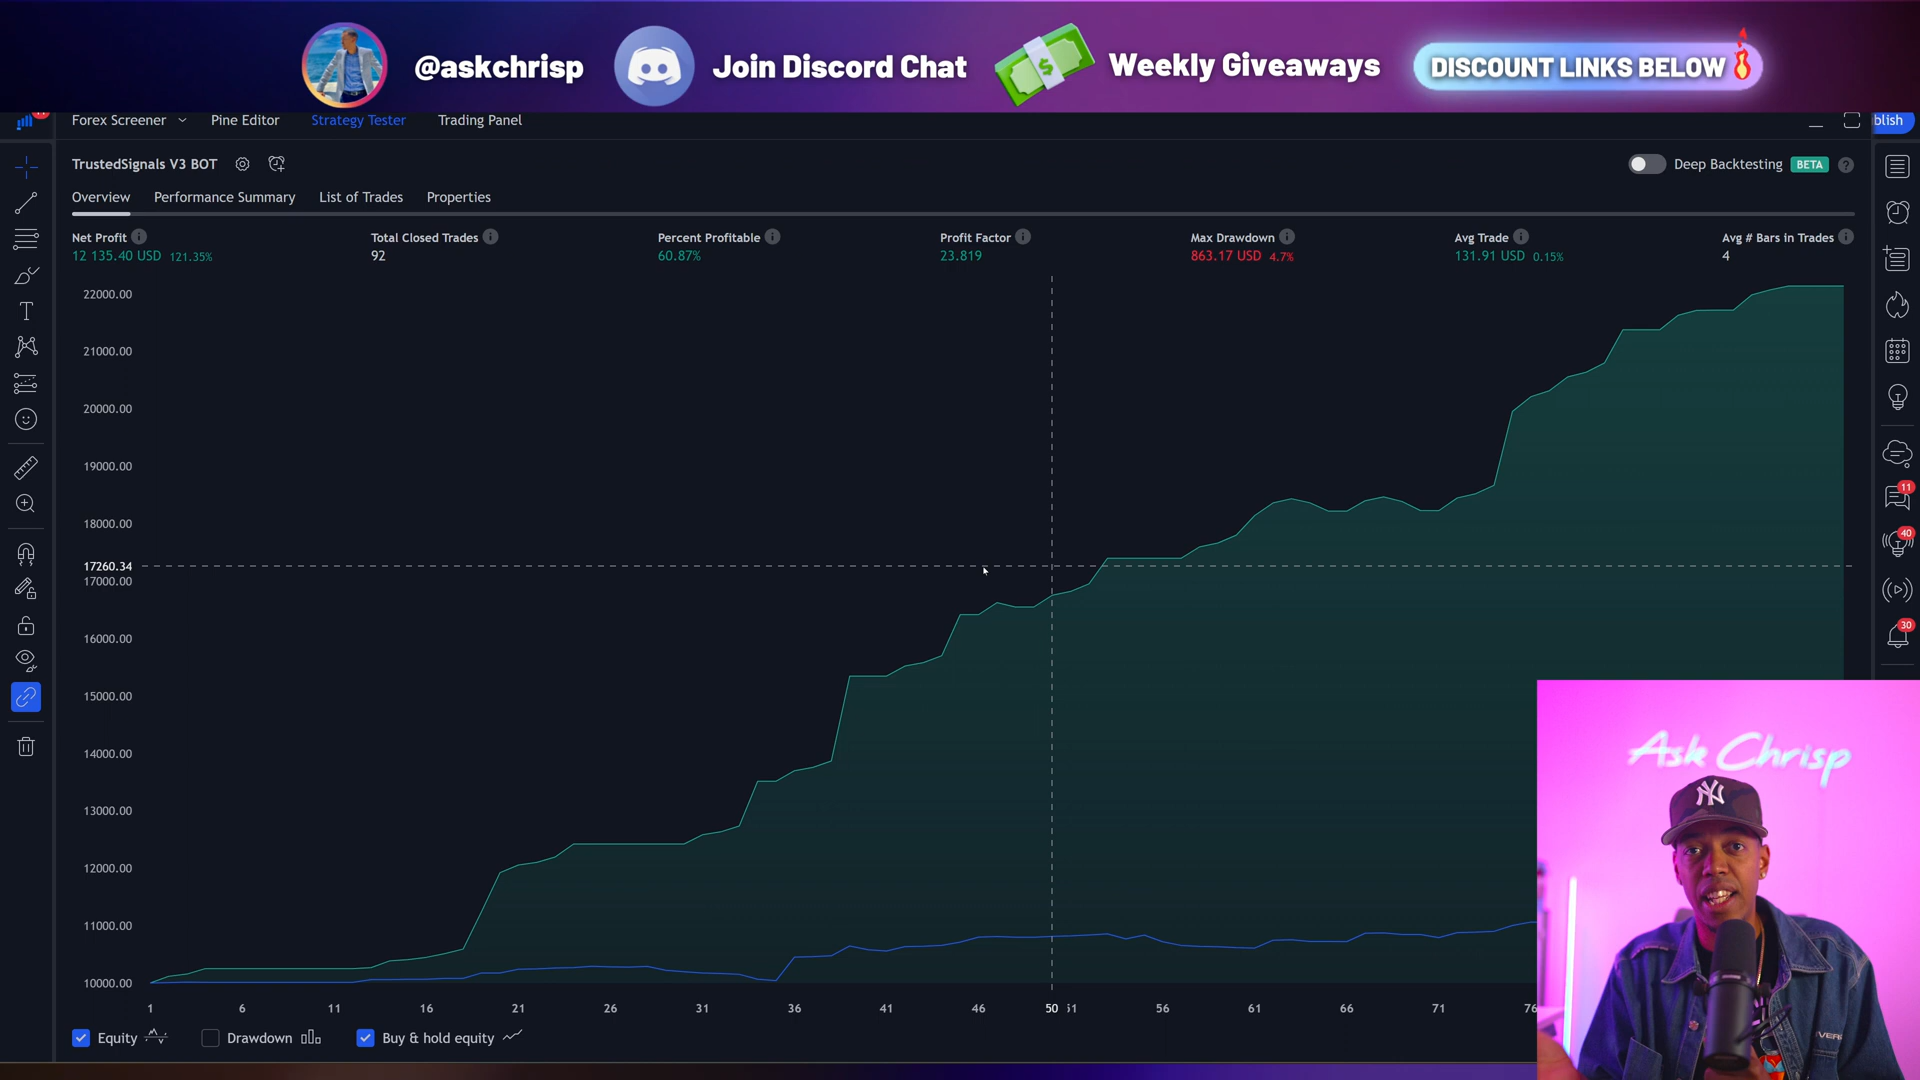 @askchrisp
Join Discord Chat
Weekly Giveaways
DISCOUNT LINKS BELOW
Forex Screener
Pine Editor
Strategy Tester
Trading Panel
blish
TrustedSignals V3 BOT
Deep Backtesting
BETA
Overview
Performance Summary
List of Trades
Properties
Net Profit
12 135.40 USD 121.35%
Total Closed Trades
92
Percent Profitable
60.87%
Profit Factor
23.819
Max Drawdown
863.17 USD 4.7%
Avg Trade
131.91 USD 0.15%
Avg # Bars in Trades
4
22000.00
21000.00
20000.00
19000.00
18000.00
17260.34
17000.00
16000.00
15000.00
14000.00
13000.00
12000.00
11000.00
10000.00
1 6 11 16 21 26 31 36 41 46 50 51 56 61 66 71 76
Equity
Drawdown
Buy & hold equity
11
40
30
Ask Chrisp
NY